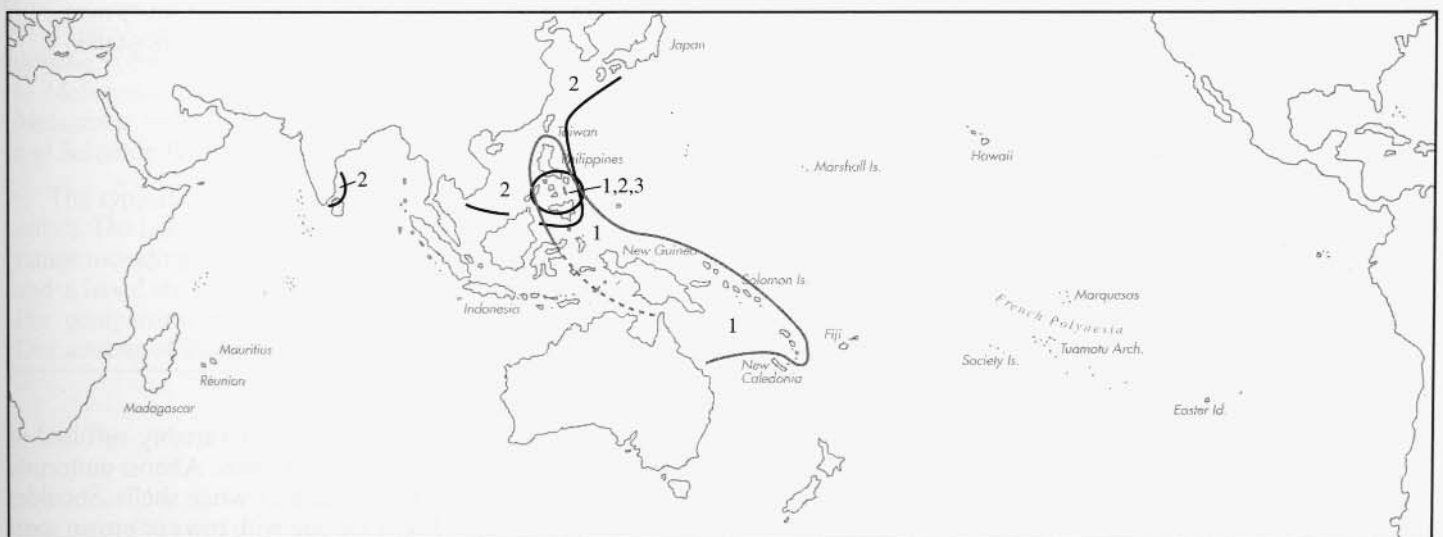 Japan
2
Taiwan
Philippines
Hawaii
Marshall Is.
2
2
1,2,3
1
New Guinea
Solomon Is.
Indonesia
Marquesas
French Polynesia
1
Fiji
Tuamotu Arch.
Society Is.
Mauritius
Réunion
New
Caledonia
Madagascar
Easter Id.